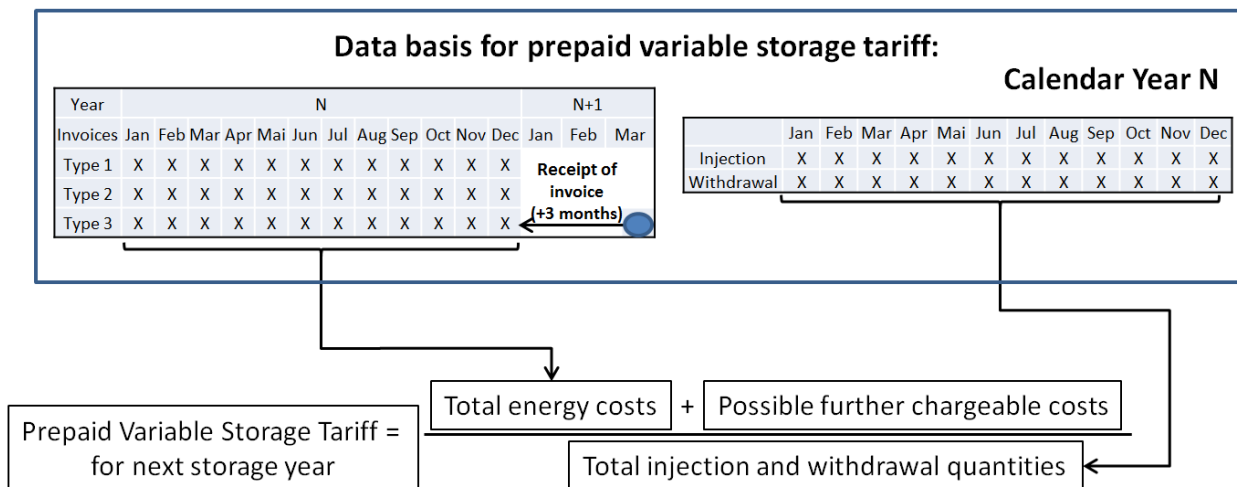 Data basis for prepaid variable storage tariff:
Calendar Year N
Year N N+1
Invoices Jan Feb Mar Apr Mai Jun Jul Aug Sep Oct Nov Dec Jan Feb Mar
Type 1 X X X X X X X X X X X X
Type 2 X X X X X X X X X X X X
Type 3 X X X X X X X X X X X X
Receipt of
invoice
(+3 months)
Jan Feb Mar Apr Mai Jun Jul Aug Sep Oct Nov Dec
Injection X X X X X X X X X X X X
Withdrawal X X X X X X X X X X X X
Prepaid Variable Storage Tariff =
for next storage year
Total energy costs + Possible further chargeable costs
Total injection and withdrawal quantities